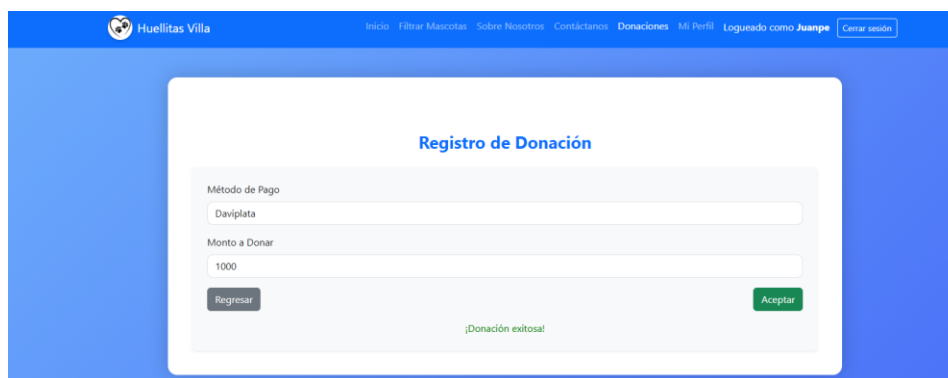 Huellitas Villa Inicio Filtrar Mascotas Sobre Nosotros Contáctanos Donaciones Mi Perfil Logueado como Juanpe Cerrar sesión
Registro de Donación
Método de Pago
Daviplata
Monto a Donar
1000
Regresar Aceptar
¡Donación exitosa!